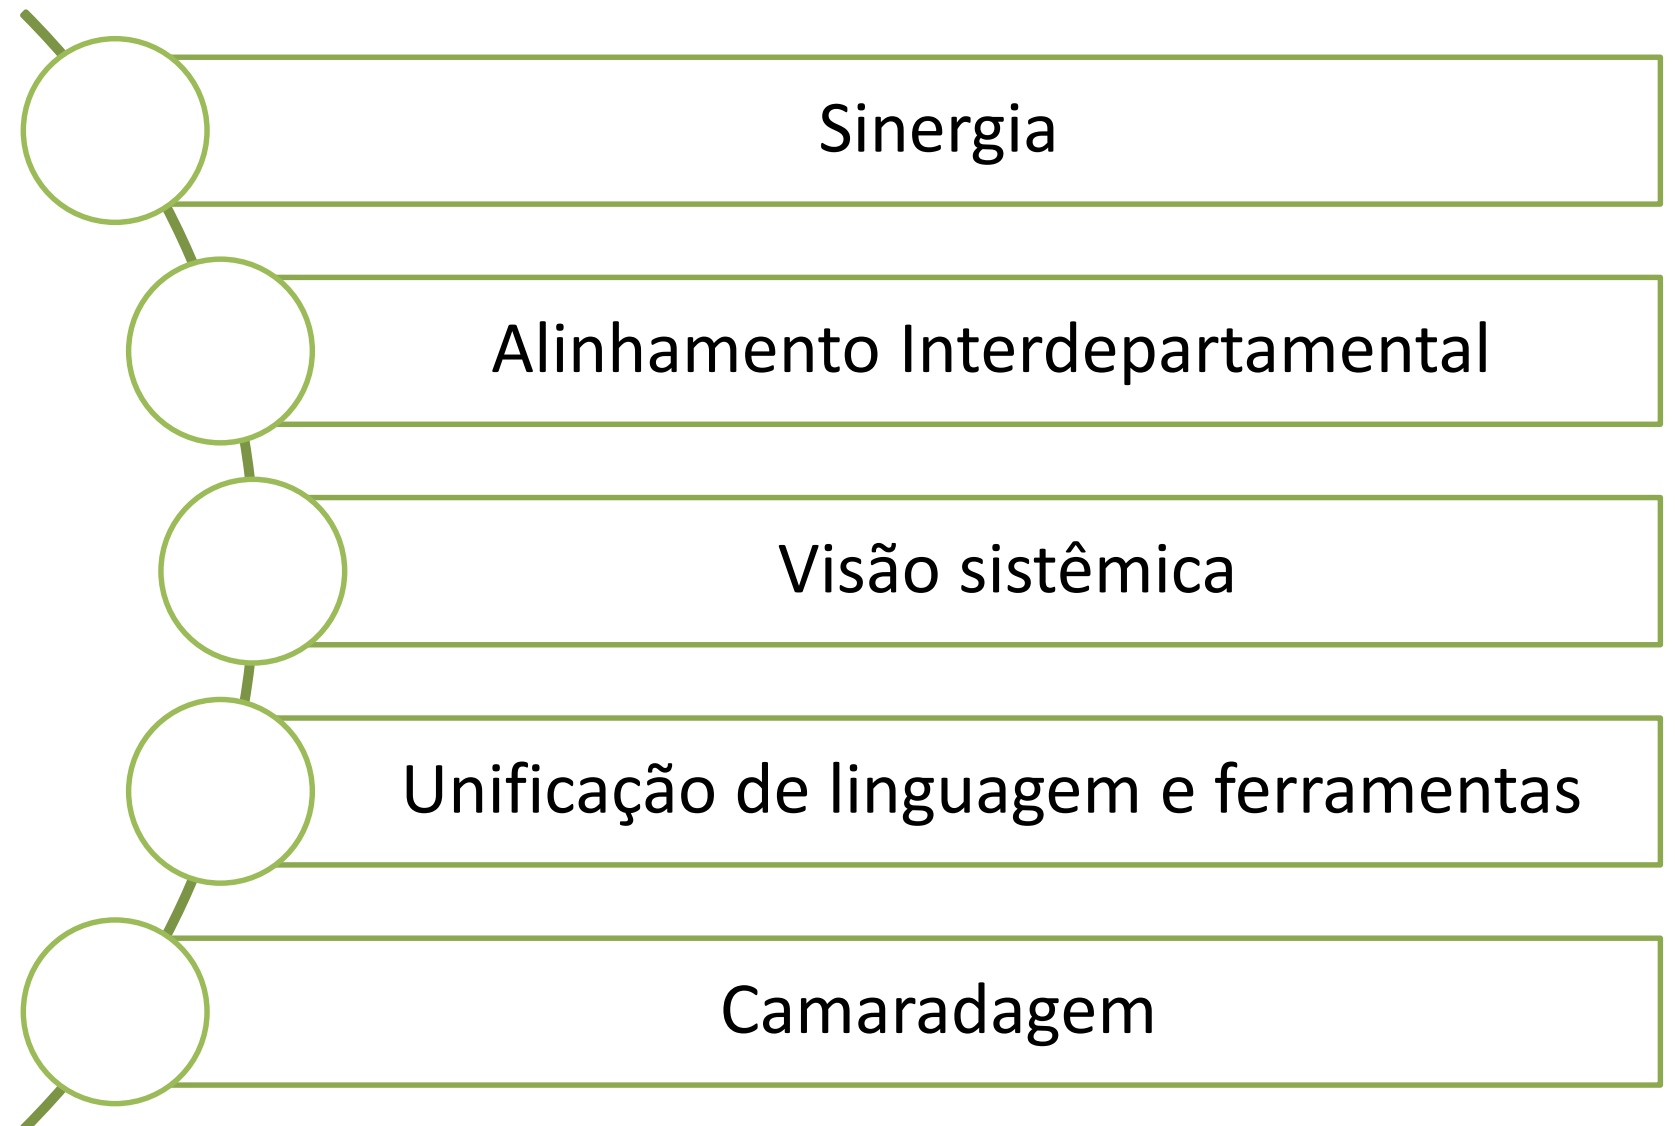 Sinergia
Alinhamento Interdepartamental
Visão sistêmica
Unificação de linguagem e ferramentas
Camaradagem